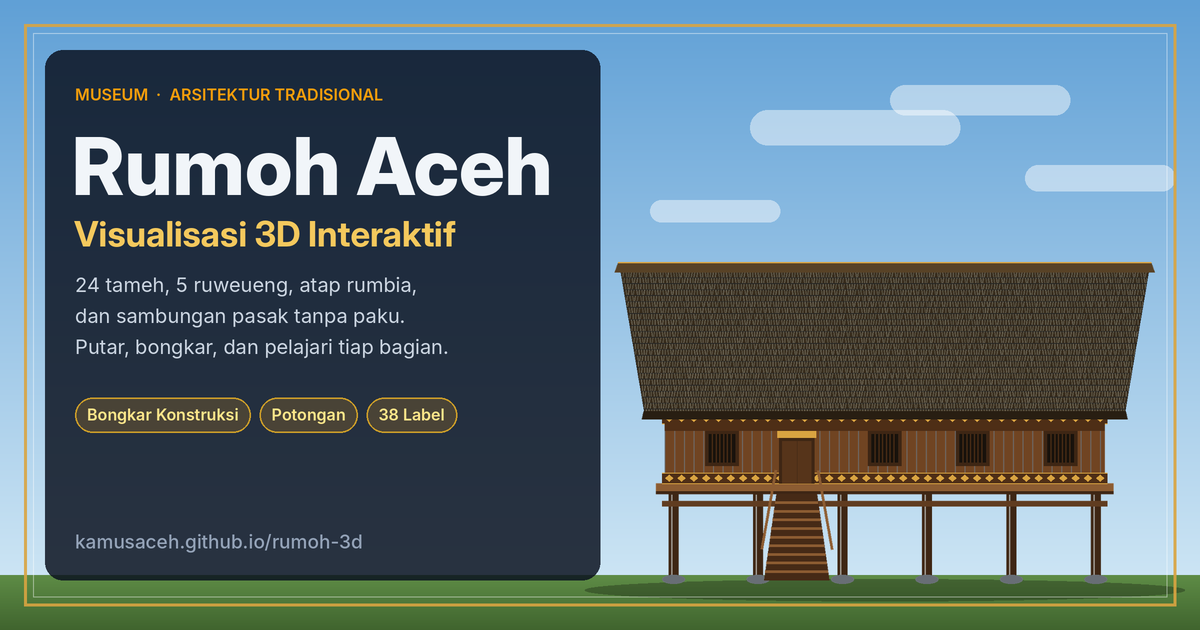 MUSEUM · ARSITEKTUR TRADISIONAL
Rumoh Aceh
Visualisasi 3D Interaktif
24 tameh, 5 ruweueng, atap rumbia,
dan sambungan pasak tanpa paku.
Putar, bongkar, dan pelajari tiap bagian.
Bongkar Konstruksi Potongan 38 Label
kamusaceh.github.io/rumoh-3d